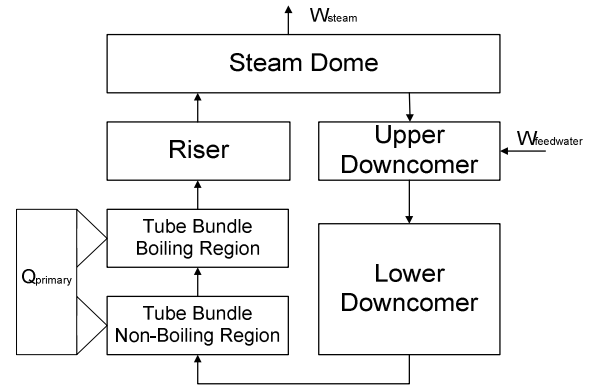 Wsteam
Steam Dome
Riser
Upper
Downcomer
Wfeedwater
Tube Bundle
Boiling Region
Qprimary
Lower
Downcomer
Tube Bundle
Non-Boiling Region